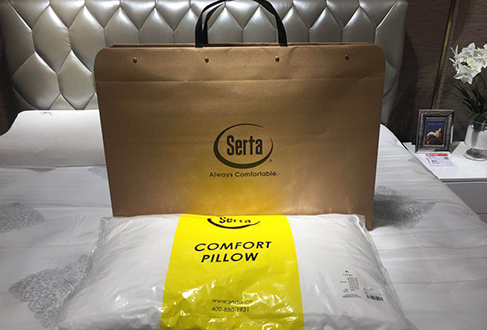 Serta
Always Comfortable.
Serta
COMFORT
PILLOW
www.serta.cn
400-880-1931